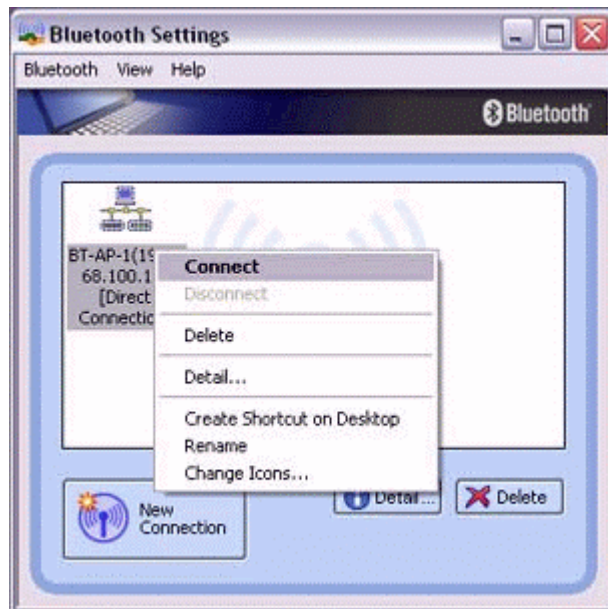 Bluetooth Settings
Bluetooth View Help
Bluetooth
BT-AP-1(19
68.100.1
[Direct
Connectio
Connect
Disconnect
Delete
Detail...
Create Shortcut on Desktop
Rename
Change Icons...
New
Connection
Detail...
Delete